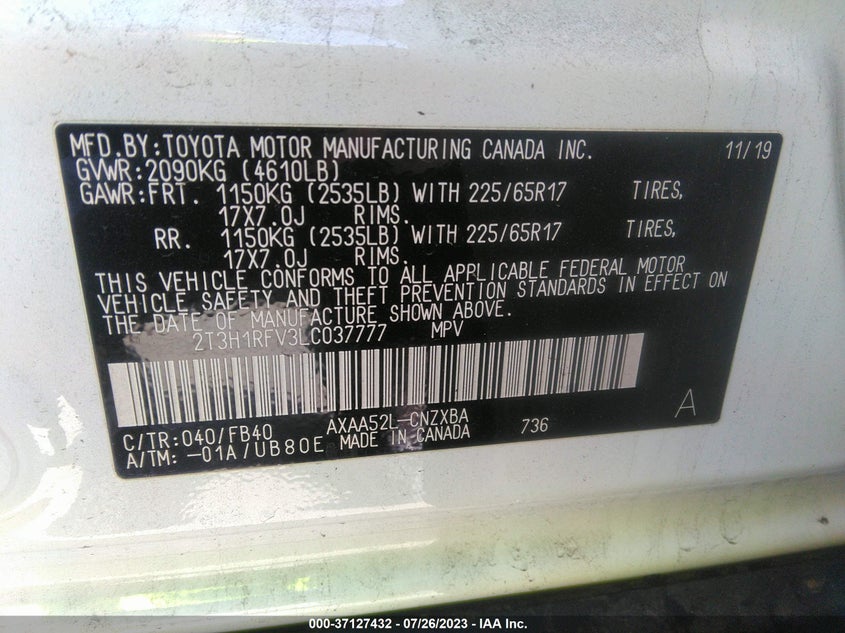 MFD.BY:TOYOTA MOTOR MANUFACTURING CANADA INC. 11/19
GVWR:2090KG (4610LB)
GAWR:FRT. 1150KG (2535LB) WITH 225/65R17 TIRES,
17X7.0J RIMS.
RR. 1150KG (2535LB) WITH 225/65R17 TIRES,
17X7.0J RIMS.
THIS VEHICLE CONFORMS TO ALL APPLICABLE FEDERAL MOTOR
VEHICLE SAFETY AND THEFT PREVENTION STANDARDS IN EFFECT ON
THE DATE OF MANUFACTURE SHOWN ABOVE.
2T3H1RFV3LC037777 MPV
C/TR:040/FB40 AXAA52L-CNZXBA 736 A
A/TM:-01A/UB80E MADE IN CANADA
000-37127432 - 07/26/2023 - IAA Inc.